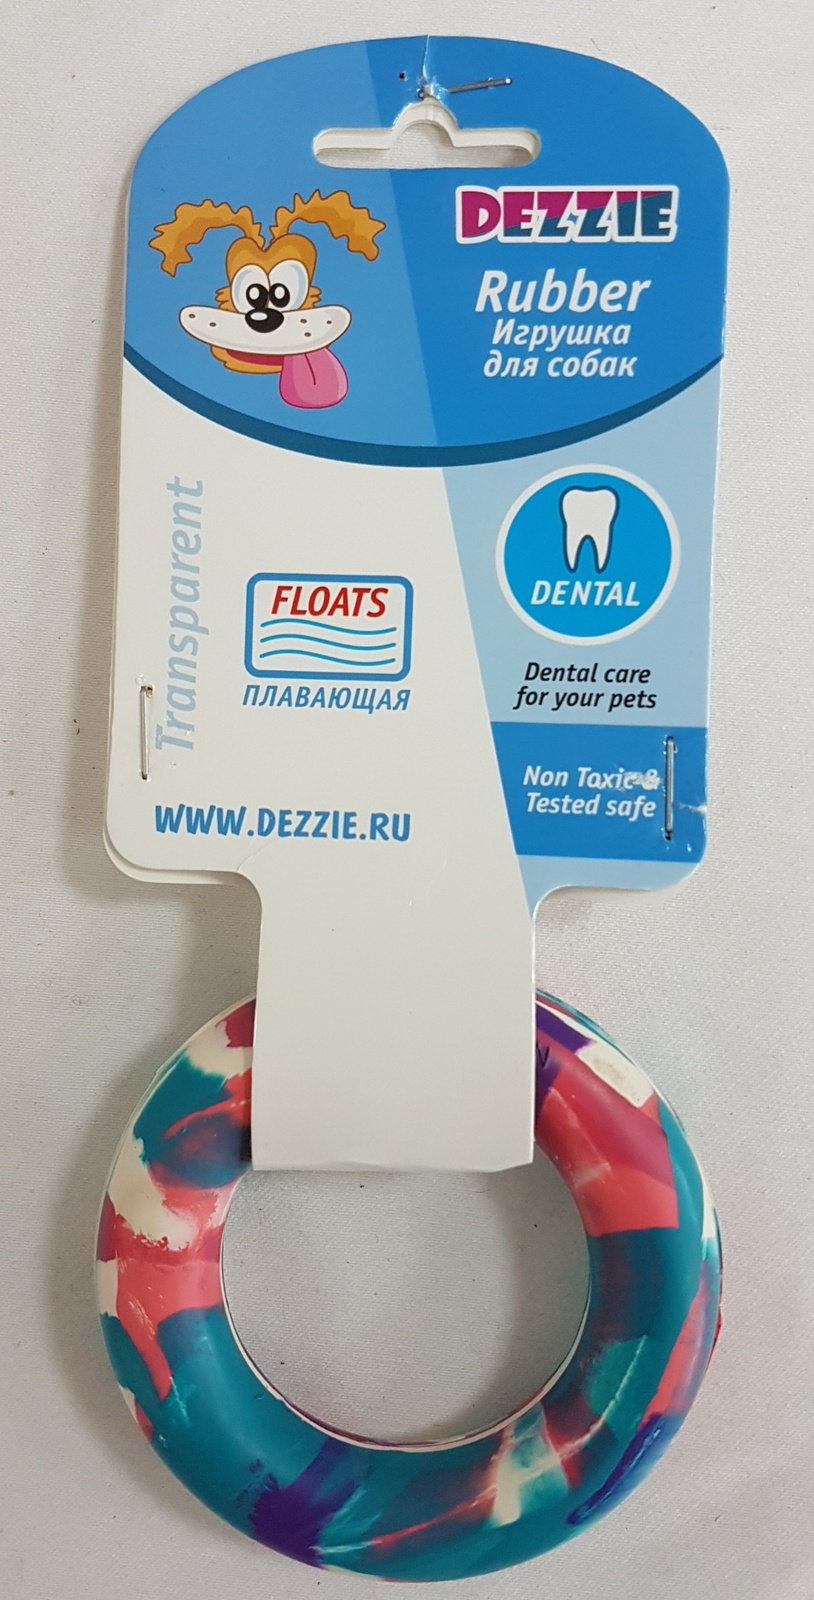 DEZZIE
Rubber
Игрушка
для собак
Transparent
FLOATS
ПЛАВАЮЩАЯ
DENTAL
Dental care
for your pets
Non Toxic &
Tested safe
WWW.DEZZIE.RU